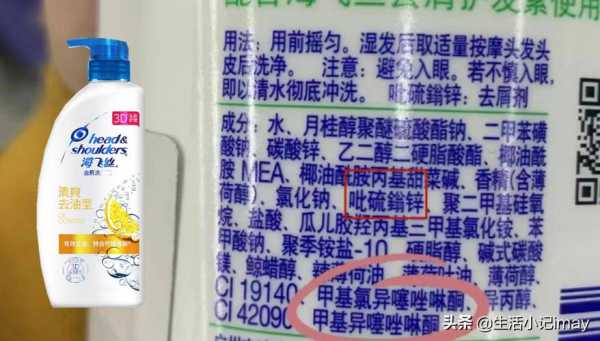 3D
head&
shoulders
海飞丝
清爽
去油型
用法：用前摇匀。湿发后取适量按摩头发头
皮后洗净。 注意：避免入眼。若不慎入眼，
即以清水彻底冲洗。 吡硫鎓锌：去屑剂
成分：水、月桂醇聚醚硫酸酯钠、二甲苯磺
酸钠、碳酸锌、乙二醇二硬脂酸酯、椰油酰
胺 MEA、椰油酰胺丙基甜菜碱、香精(含薄
荷醇)、氯化钠、吡硫鎓锌、聚二甲基硅氧
烷、盐酸、瓜儿胶羟丙基三甲基氯化铵、苯
甲酸钠、聚季铵盐-10、硬脂醇、碱式碳酸
镁、鲸蜡醇、辣薄荷油、薄荷叶油、薄荷醇、
CI 19140 甲基氯异噻唑啉酮、异丙醇、
CI 42090 甲基异噻唑啉酮
头条 @生活小记imay